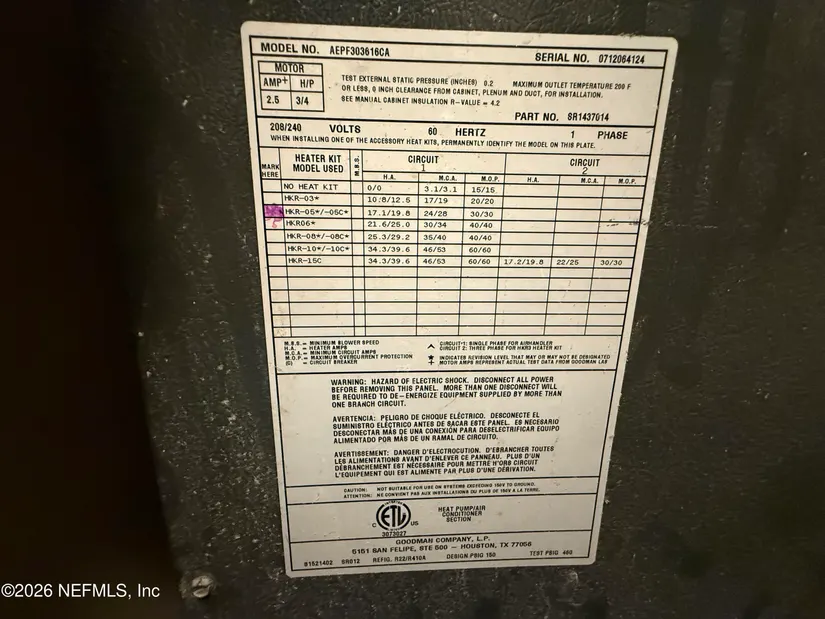 MODEL NO. AEPF303616CA SERIAL NO. 0712064124
MOTOR
AMP+ H/P
2.5 3/4
TEST EXTERNAL STATIC PRESSURE (INCHES) 0.2 MAXIMUM OUTLET TEMPERATURE 200 F
OR LESS, 0 INCH CLEARANCE FROM CABINET, PLENUM AND DUCT, FOR INSTALLATION.
SEE MANUAL CABINET INSULATION R-VALUE = 4.2
PART NO. SR1437014
208/240 VOLTS 60 HERTZ 1 PHASE
WHEN INSTALLING ONE OF THE ACCESSORY HEAT KITS, PERMANENTLY IDENTIFY THE MODEL ON THIS PLATE.
MARK HERE HEATER KIT MODEL USED M.B.S. CIRCUIT 1 CIRCUIT 2
H.A. M.C.A. M.O.P. H.A. M.C.A. M.O.P.
NO HEAT KIT 0/0 3.1/3.1 15/15
HKR-03* 10.8/12.5 17/19 20/20
HKR-05*/-05C* 17.1/19.8 24/28 30/30
HKR06* 21.6/25.0 30/34 40/40
HKR-08*/-08C* 25.3/29.2 35/40 40/40
HKR-10*/-10C* 34.3/39.6 46/53 60/60
HKR-15C 34.3/39.6 46/53 60/60 17.2/19.8 22/25 30/30
M.B.S. = MINIMUM BLOWER SPEED
H.A. = HEATER AMPS
M.C.A. = MINIMUM CIRCUIT AMPS
M.O.P. = MAXIMUM OVERCURRENT PROTECTION
(C) = CIRCUIT BREAKER
CIRCUIT 1: SINGLE PHASE FOR AIRHANDLER
^ CIRCUIT 2: THREE PHASE FOR HKR3 HEATER KIT
* INDICATES REVISION LEVEL THAT MAY OR MAY NOT BE DESIGNATED
+ MOTOR AMPS REPRESENT ACTUAL TEST DATA FROM GOODMAN LAB
WARNING: HAZARD OF ELECTRIC SHOCK. DISCONNECT ALL POWER
BEFORE REMOVING THIS PANEL. MORE THAN ONE DISCONNECT WILL
BE REQUIRED TO DE-ENERGIZE EQUIPMENT SUPPLIED BY MORE THAN
ONE BRANCH CIRCUIT.
AVERTENCIA: PELIGRO DE CHOQUE ELÉCTRICO. DESCONECTE EL
SUMINISTRO ELÉCTRICO ANTES DE SACAR ESTE PANEL. ES NECESARIO
DESCONECTAR MÁS DE UNA CONEXIÓN PARA DESELECTRIFICAR EQUIPO
ALIMENTADO POR MÁS DE UN RAMAL DE CIRCUITO.
AVERTISSEMENT: DANGER D'ELECTROCUTION. D'EBRANCHER TOUTES
LES ALIMENTATIONS AVANT D'ENLEVER CE PANNEAU. PLUS D'UN
DÉBRANCHEMENT EST NÉCESSAIRE POUR METTRE H'ORS CIRCUIT
L'EQUIPEMENT QUI EST ALIMENTE PAR PLUS D'UNE DÉRIVATION.
CAUTION: NOT SUITABLE FOR USE ON SYSTEMS EXCEEDING 150V TO GROUND.
ATTENTION: NE CONVIENT PAS AUX INSTALLATIONS DU PLUS DE 150V A LA TERRE.
C ETL US
3073027
HEAT PUMP/AIR
CONDITIONER
SECTION
GOODMAN COMPANY, L.P.
5151 SAN FELIPE, STE 500 - HOUSTON, TX 77056
91521402 SR012 REFIG. R22/R410A DESIGN PSIG 150 TEST PSIG 450
©2026 NEFMLS, Inc